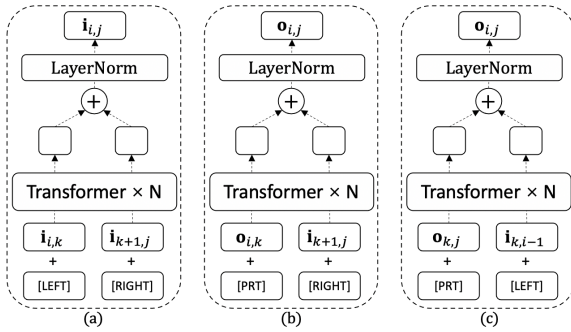 i_{i,j} o_{i,j} o_{i,j}
LayerNorm LayerNorm LayerNorm
+ + +
Transformer × N Transformer × N Transformer × N
i_{i,k} i_{k+1,j} o_{i,k} i_{k+1,j} o_{k,j} i_{k,i−1}
+ + + + + +
[LEFT] [RIGHT] [PRT] [RIGHT] [PRT] [LEFT]
(a) (b) (c)